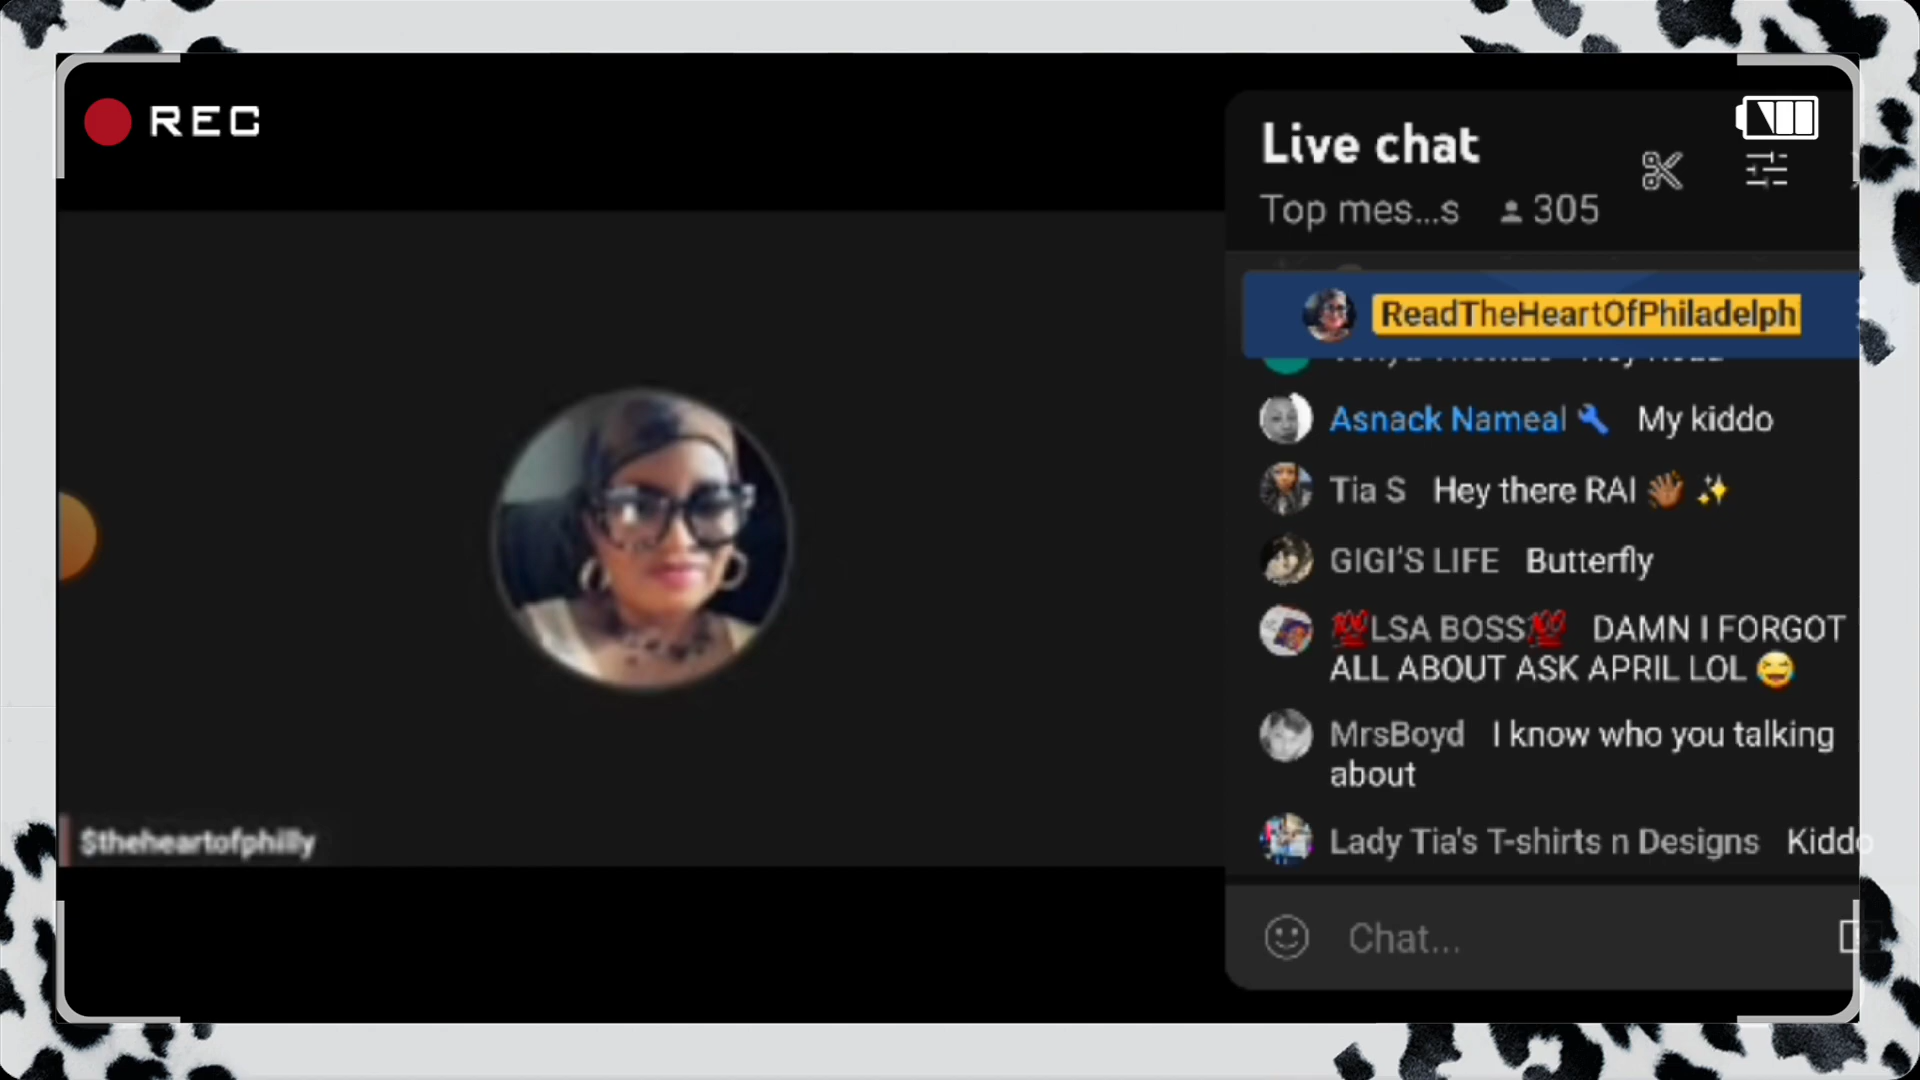 REC
Live chat
Top mes...s 305
ReadTheHeartOfPhiladelph
Asnack Nameal 🔧 My kiddo
Tia S Hey there RAI 👋🏾 ✨
GIGI'S LIFE Butterfly
💯LSA BOSS💯 DAMN I FORGOT
ALL ABOUT ASK APRIL LOL 😆
MrsBoyd I know who you talking
about
Lady Tia's T-shirts n Designs Kiddo
$theheartofphilly
Chat...